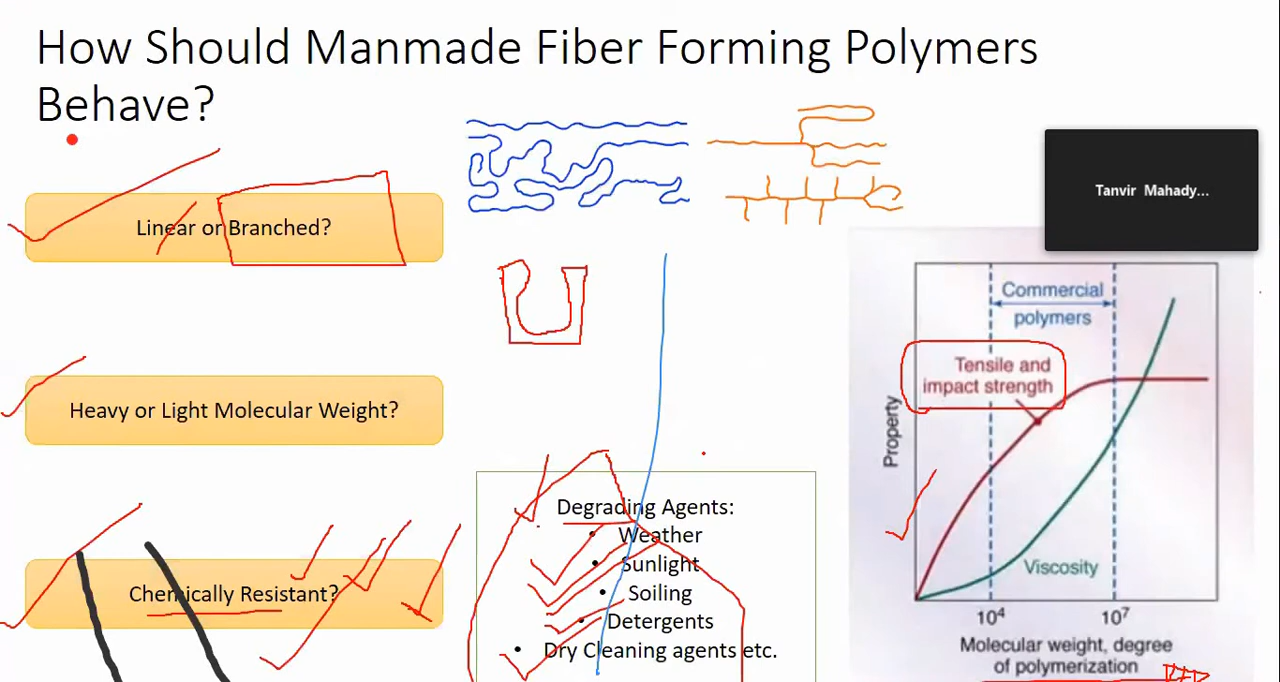 How Should Manmade Fiber Forming Polymers
Behave?
Tanvir Mahady...
Linear or Branched?
Heavy or Light Molecular Weight?
Chemically Resistant?
Degrading Agents:
• Weather
• Sunlight
• Soiling
• Detergents
• Dry Cleaning agents etc.
Commercial
polymers
Tensile and
impact strength
Property
Viscosity
10⁴
10⁷
Molecular weight, degree
of polymerization